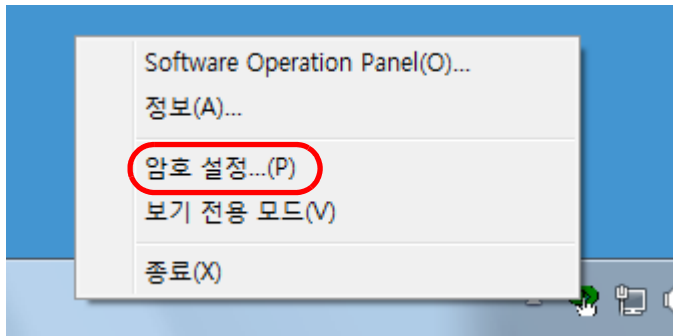 Software Operation Panel(O)...
정보(A)...
암호 설정...(P)
보기 전용 모드(V)
종료(X)